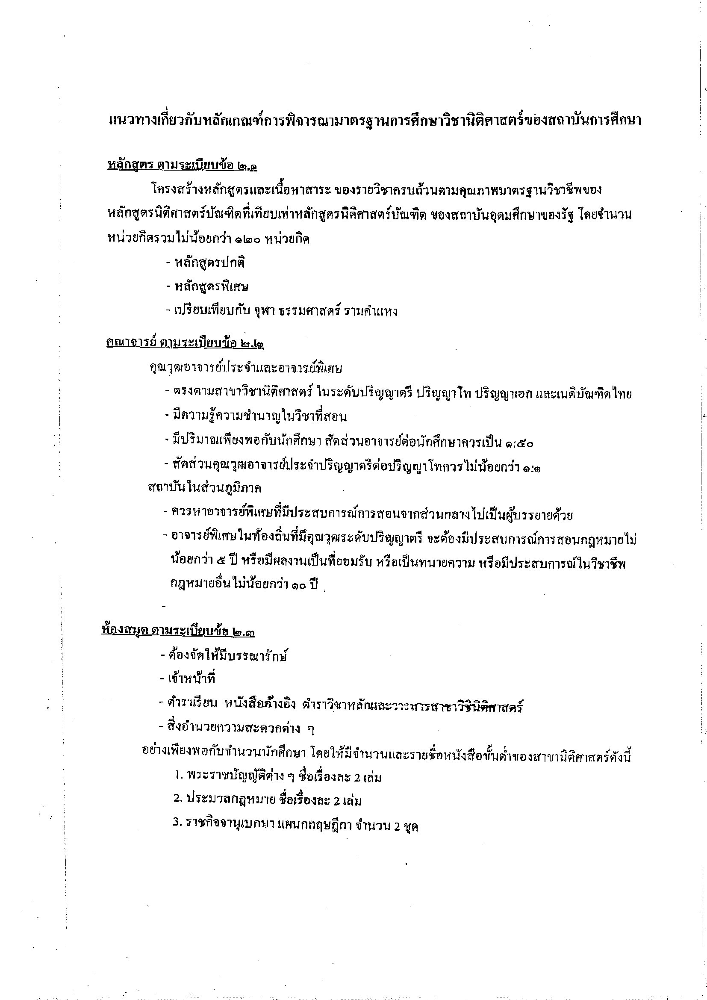 แนวทางเกี่ยวกับหลักเกณฑ์การพิจารณามาตรฐานการศึกษาวิชานิติศาสตร์ของสถาบันการศึกษา
หลักสูตร ตามระเบียบข้อ ๒.๑
โครงสร้างหลักสูตรและเนื้อหาสาระ ของรายวิชาครบถ้วนตามคุณภาพมาตรฐานวิชาชีพของ
หลักสูตรนิติศาสตร์บัณฑิตที่เทียบเท่าหลักสูตรนิติศาสตร์บัณฑิต ของสถาบันอุดมศึกษาของรัฐ โดยจำนวน
หน่วยกิตรวมไม่น้อยกว่า ๑๒๐ หน่วยกิต
- หลักสูตรปกติ
- หลักสูตรพิเศษ
- เปรียบเทียบกับ จุฬา ธรรมศาสตร์ รามคำแหง
คณาจารย์ ตามระเบียบข้อ ๒.๒
คุณวุฒอาจารย์ประจำและอาจารย์พิเศษ
- ตรงตามสาขาวิชานิติศาสตร์ ในระดับปริญญาตรี ปริญญาโท ปริญญาเอก และเนติบัณฑิตไทย
- มีความรู้ความชำนาญในวิชาที่สอน
- มีปริมาณเพียงพอกับนักศึกษา สัดส่วนอาจารย์ต่อนักศึกษาควรเป็น ๑:๕๐
- สัดส่วนคุณวุฒอาจารย์ประจำปริญญาตรีต่อปริญญาโทควรไม่น้อยกว่า ๑:๑
สถาบันในส่วนภูมิภาค
- ควรหาอาจารย์พิเศษที่มีประสบการณ์การสอนจากส่วนกลางไปเป็นผู้บรรยายด้วย
- อาจารย์พิเศษในท้องถิ่นที่มีคุณวุฒระดับปริญญาตรี จะต้องมีประสบการณ์การสอนกฎหมายไม่
น้อยกว่า ๕ ปี หรือมีผลงานเป็นที่ยอมรับ หรือเป็นทนายความ หรือมีประสบการณ์ในวิชาชีพ
กฎหมายอื่นไม่น้อยกว่า ๑๐ ปี
-
ห้องสมุด ตามระเบียบข้อ ๒.๓
- ต้องจัดให้มีบรรณารักษ์
- เจ้าหน้าที่
- ตำราเรียน หนังสืออ้างอิง ตำราวิชาหลักและวารสารสาขาวิชินิติศาสตร์
- สิ่งอำนวยความสะดวกต่าง ๆ
อย่างเพียงพอกับจำนวนนักศึกษา โดยให้มีจำนวนและรายชื่อหนังสือขั้นต่ำของสาขานิติศาสตร์ดังนี้
1. พระราชบัญญัติต่าง ๆ ชื่อเรื่องละ 2 เล่ม
2. ประมวลกฎหมาย ชื่อเรื่องละ 2 เล่ม
3. ราชกิจจานุเบกษา แผนกกฤษฎีกา จำนวน 2 ชุด